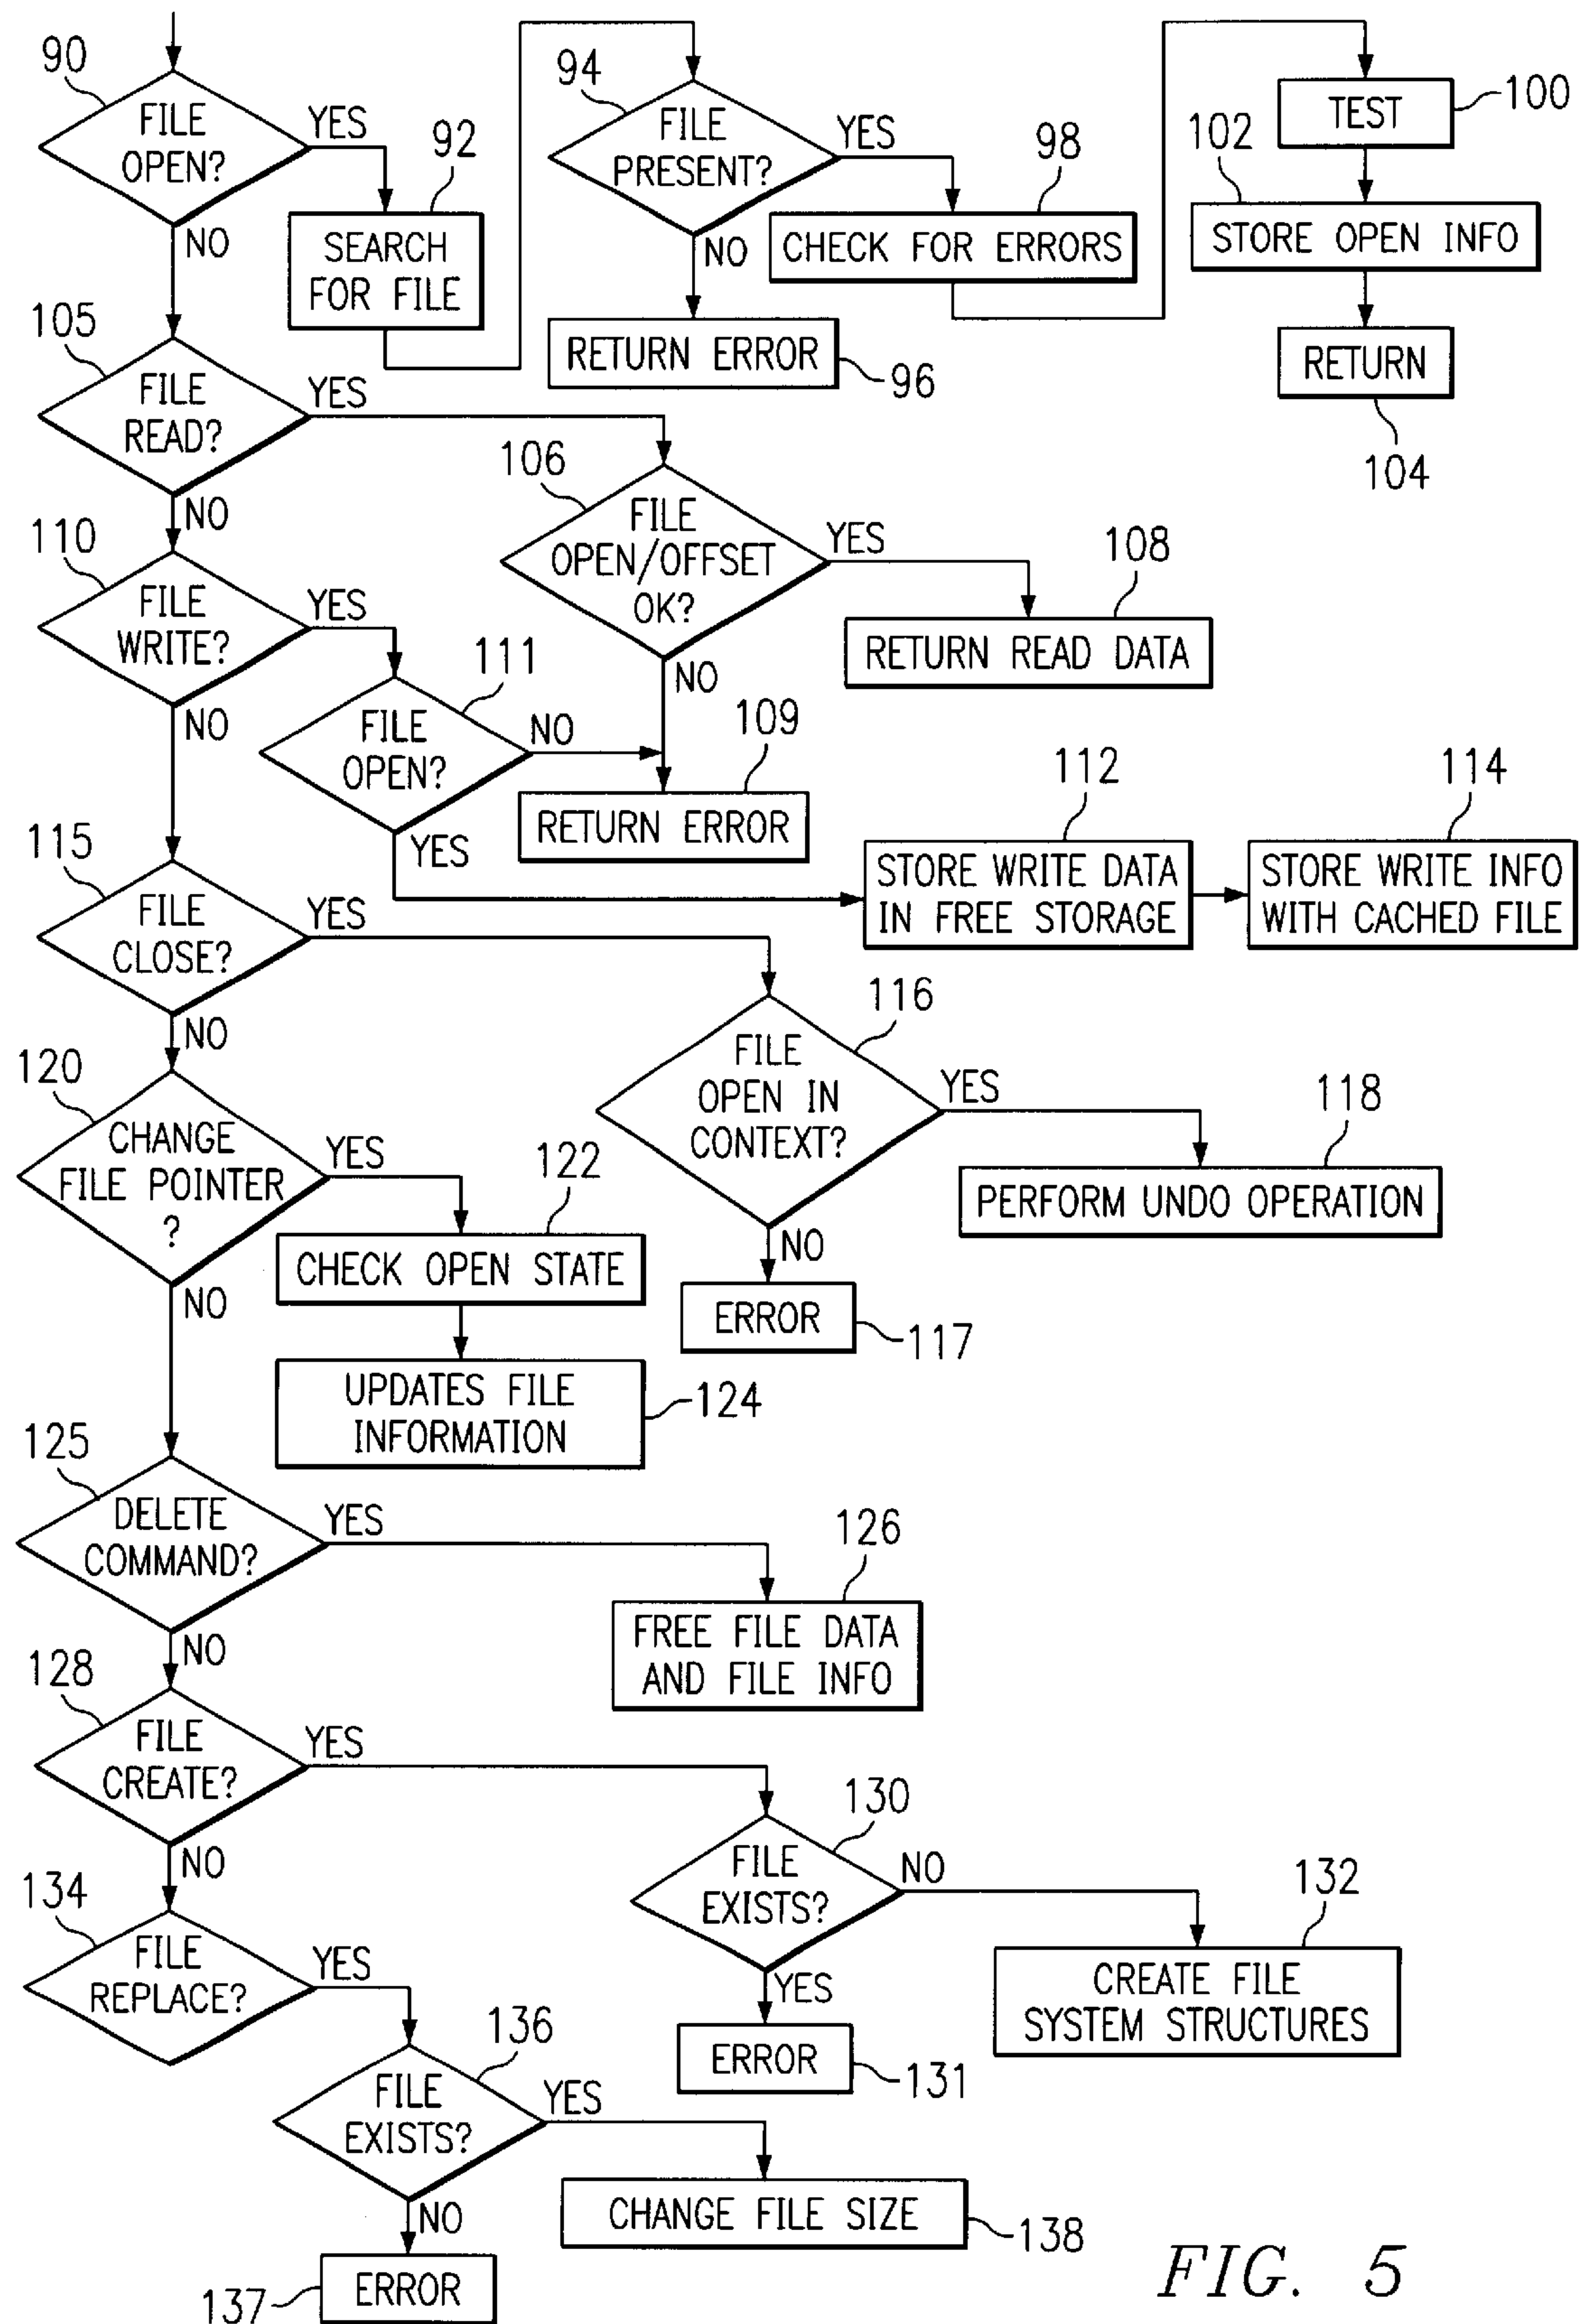 90
FILE
OPEN?
YES
NO
92
SEARCH
FOR FILE
94
FILE
PRESENT?
YES
NO
RETURN ERROR
96
98
CHECK FOR ERRORS
TEST
100
102
STORE OPEN INFO
RETURN
104
105
FILE
READ?
YES
NO
106
FILE
OPEN/OFFSET
OK?
YES
NO
108
RETURN READ DATA
110
FILE
WRITE?
YES
NO
111
FILE
OPEN?
NO
YES
109
RETURN ERROR
112
STORE WRITE DATA
IN FREE STORAGE
114
STORE WRITE INFO
WITH CACHED FILE
115
FILE
CLOSE?
YES
NO
116
FILE
OPEN IN
CONTEXT?
YES
NO
118
PERFORM UNDO OPERATION
ERROR
117
120
CHANGE
FILE POINTER
?
YES
NO
122
CHECK OPEN STATE
UPDATES FILE
INFORMATION
124
125
DELETE
COMMAND?
YES
NO
126
FREE FILE DATA
AND FILE INFO
128
FILE
CREATE?
YES
NO
130
FILE
EXISTS?
NO
YES
132
CREATE FILE
SYSTEM STRUCTURES
ERROR
131
134
FILE
REPLACE?
YES
136
FILE
EXISTS?
YES
NO
CHANGE FILE SIZE
138
ERROR
137
FIG. 5